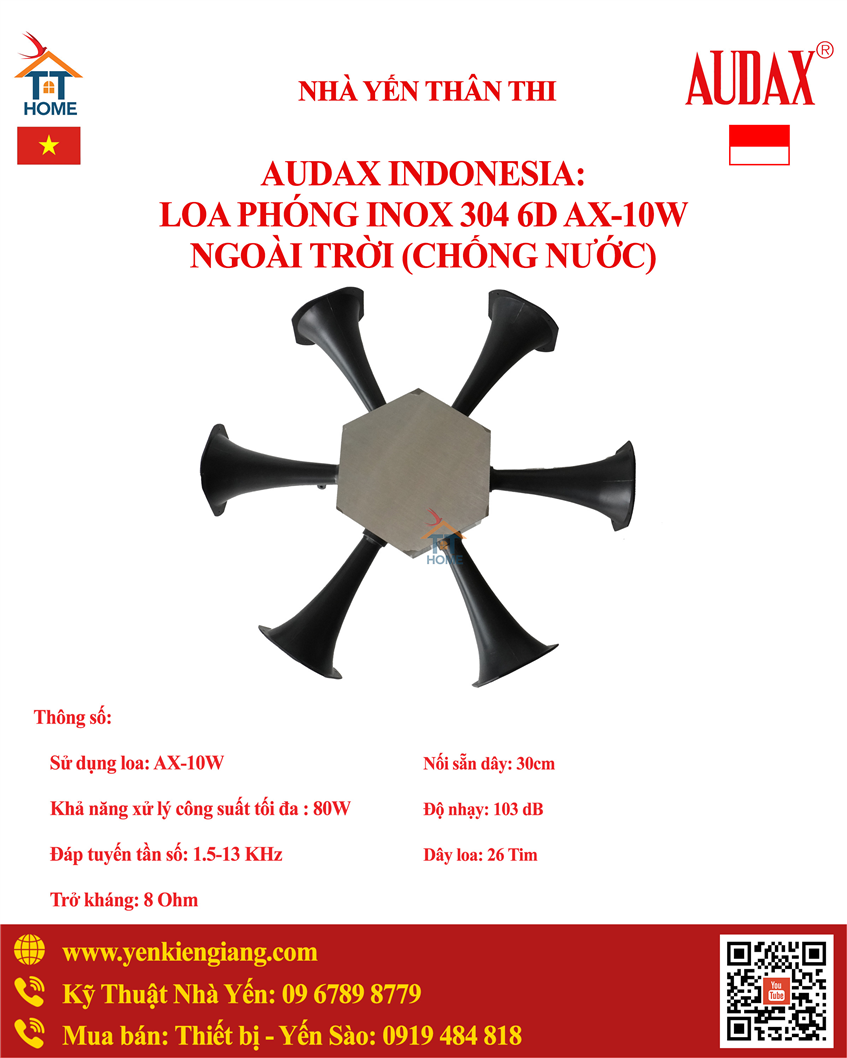 TT
HOME
NHÀ YẾN THÂN THI
AUDAX®
AUDAX INDONESIA:
LOA PHÓNG INOX 304 6D AX-10W
NGOÀI TRỜI (CHỐNG NƯỚC)
TT
HOME
Thông số:
Sử dụng loa: AX-10W
Nối sẵn dây: 30cm
Khả năng xử lý công suất tối đa : 80W
Độ nhạy: 103 dB
Đáp tuyến tần số: 1.5-13 KHz
Dây loa: 26 Tim
Trở kháng: 8 Ohm
www.yenkiengiang.com
Kỹ Thuật Nhà Yến: 09 6789 8779
Mua bán: Thiết bị - Yến Sào: 0919 484 818
You
Tube